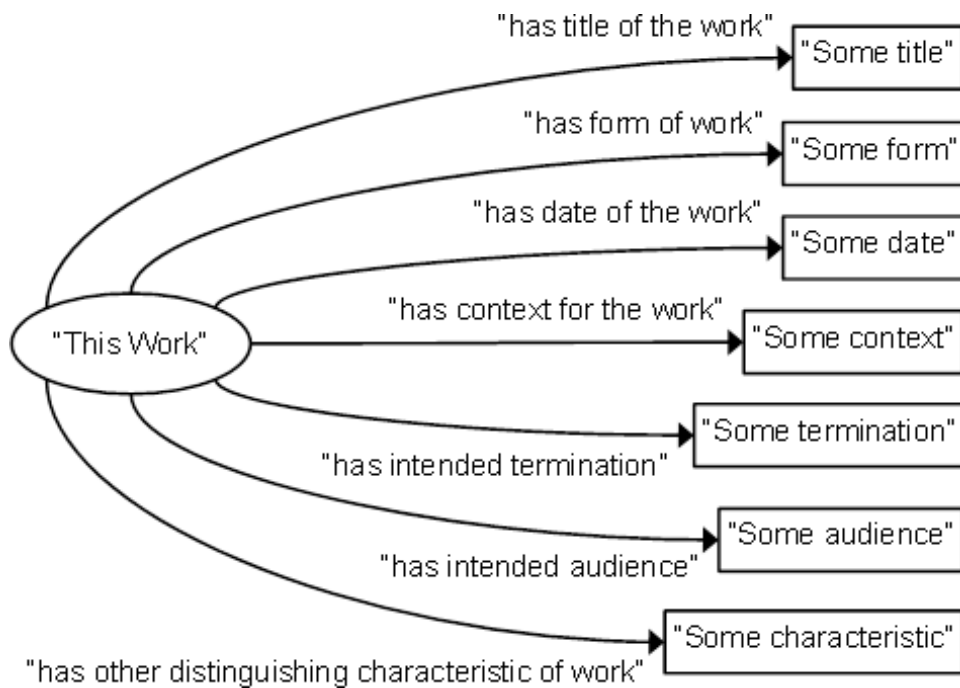 "has title of the work"
"Some title"
"has form of work"
"Some form"
"has date of the work"
"Some date"
"has context for the work"
"This Work"
"Some context"
"Some termination"
"has intended termination"
"Some audience"
"has intended audience"
"Some characteristic"
"has other distinguishing characteristic of work"